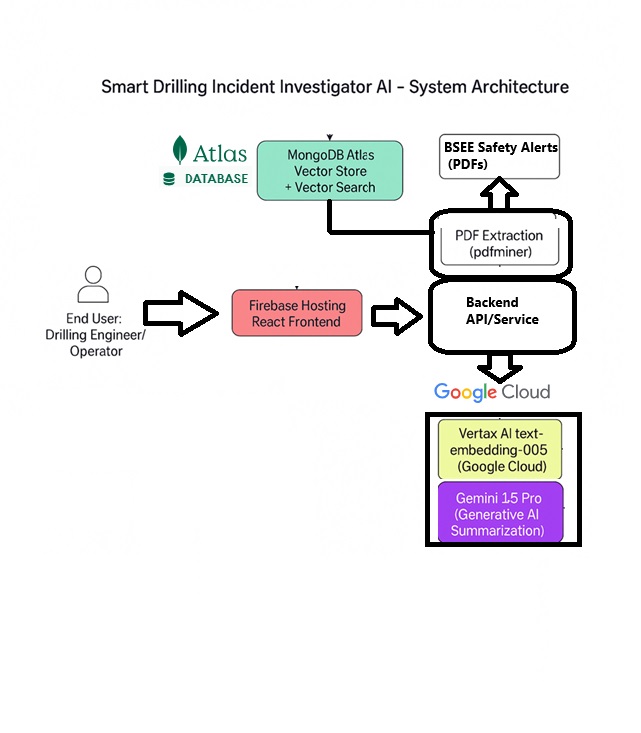 Smart Drilling Incident Investigator AI – System Architecture
Atlas
DATABASE
MongoDB Atlas
Vector Store
+ Vector Search
BSEE Safety Alerts
(PDFs)
PDF Extraction
(pdfminer)
End User:
Drilling Engineer/
Operator
Firebase Hosting
React Frontend
Backend
API/Service
Google Cloud
Vertax AI text-
embedding-005
(Google Cloud)
Gemini 1.5 Pro
(Generative AI
Summarization)